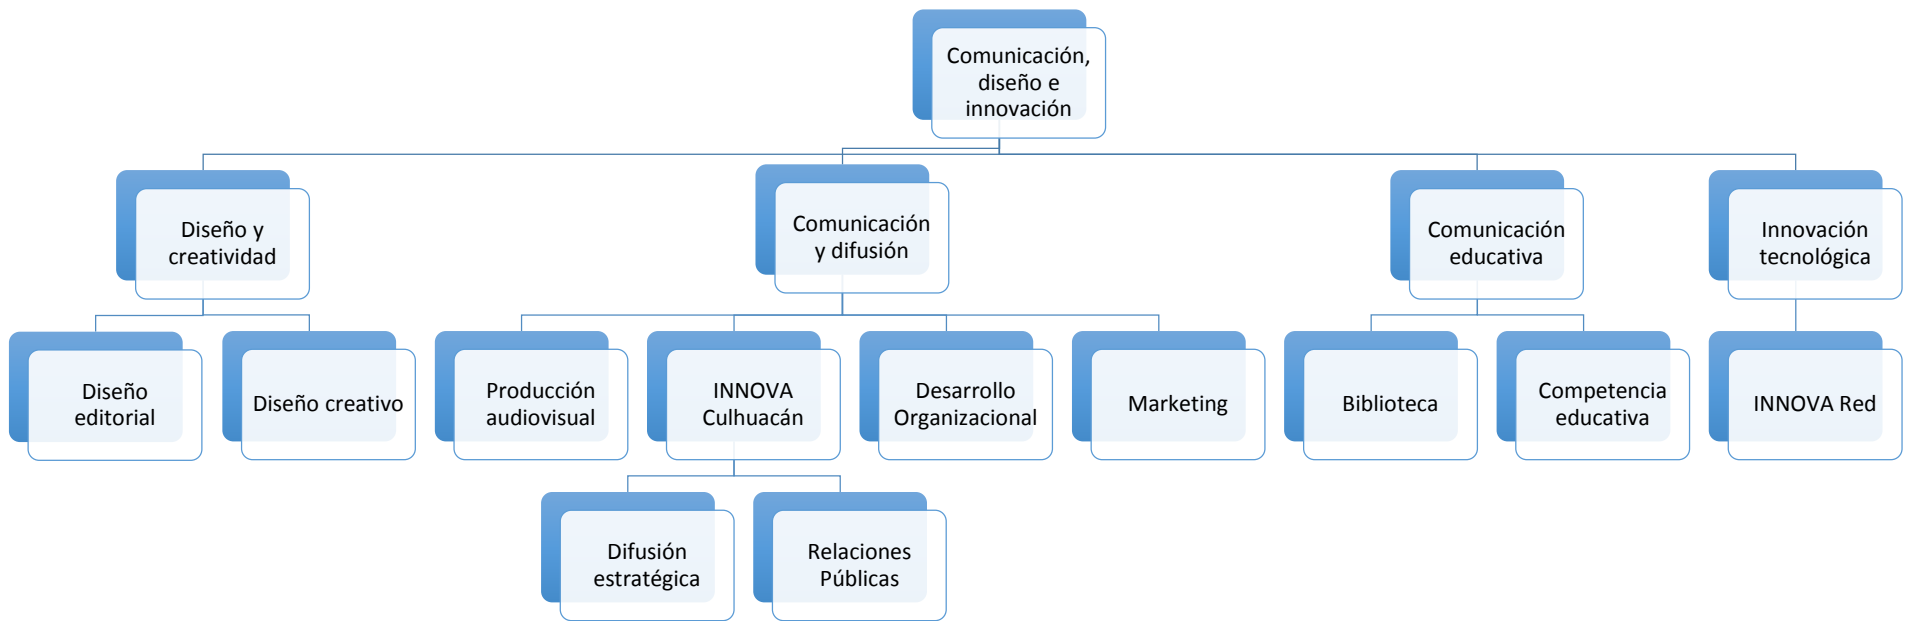 Comunicación,
diseño e
innovación
Diseño y
creatividad
Comunicación
y difusión
Comunicación
educativa
Innovación
tecnológica
Diseño
editorial
Diseño creativo
Producción
audiovisual
INNOVA
Culhuacán
Desarrollo
Organizacional
Marketing
Biblioteca
Competencia
educativa
INNOVA Red
Difusión
estratégica
Relaciones
Públicas